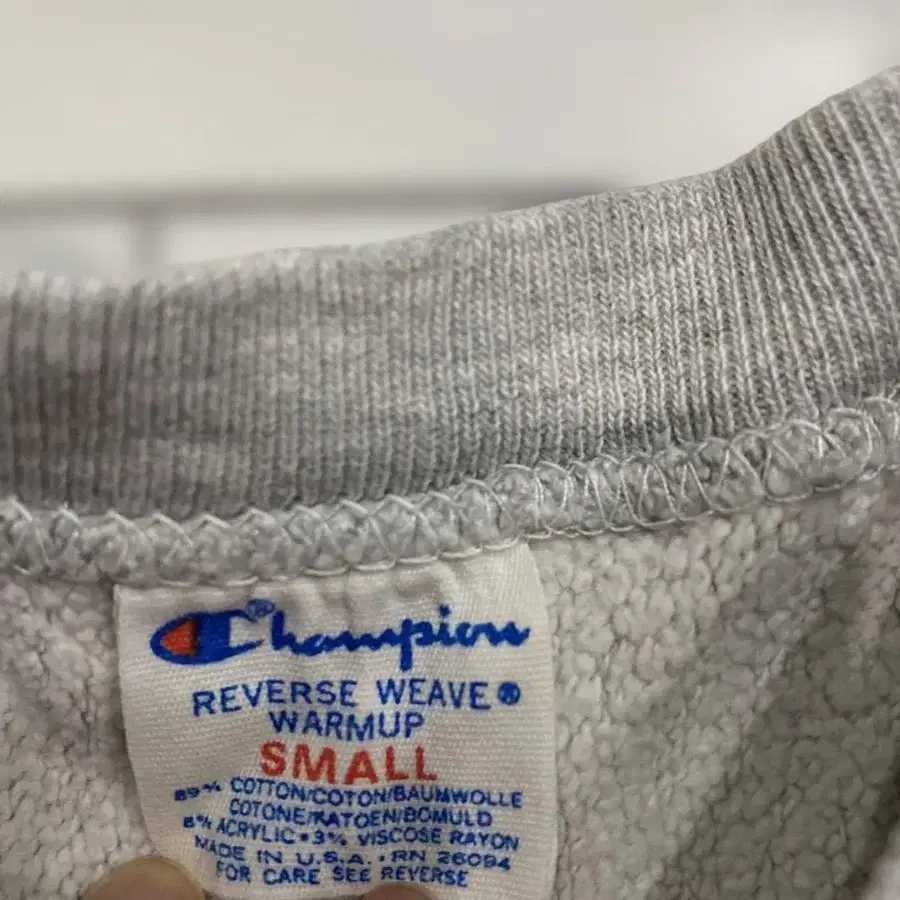 Champion®
REVERSE WEAVE®
WARMUP
SMALL
89% COTTON/COTON/BAUMWOLLE
COTONE/KATOEN/BOMULD
8% ACRYLIC • 3% VISCOSE RAYON
MADE IN U.S.A. • RN 26094
FOR CARE SEE REVERSE